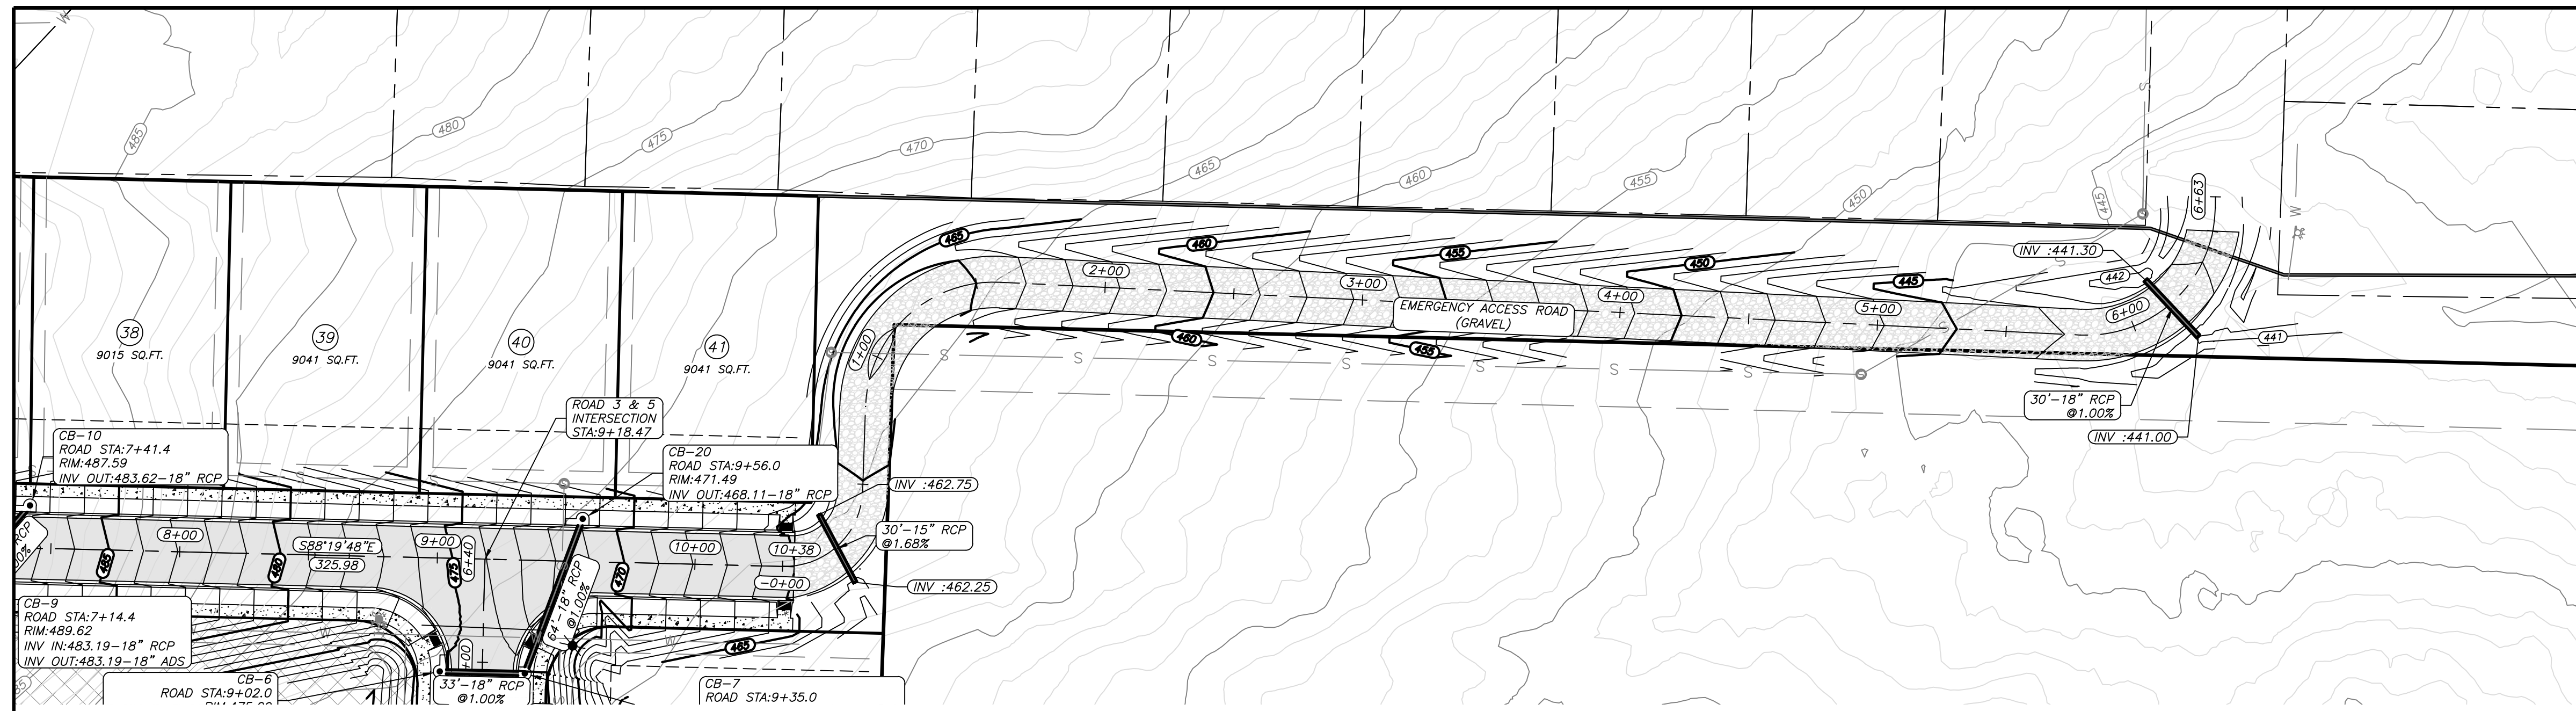 W
485
480
475
470
465
460
455
450
445
S
W
6+63
INV :441.30
442
S
465
460
455
450
445
2+00
3+00
4+00
5+00
6+00
EMERGENCY ACCESS ROAD
(GRAVEL)
1+00
460
455
441
S
S
S
S
S
S
S
S
30'-18" RCP
@1.00%
INV :441.00
38
9015 SQ.FT.
39
9041 SQ.FT.
40
9041 SQ.FT.
41
9041 SQ.FT.
ROAD 3 & 5
INTERSECTION
STA:9+18.47
CB-10
ROAD STA:7+41.4
RIM:487.59
INV OUT:483.62-18" RCP
CB-20
ROAD STA:9+56.0
RIM:471.49
INV OUT:468.11-18" RCP
INV :462.75
30'-15" RCP
@1.68%
INV :462.25
S
S
S
RCP
8+00
S88°19'48"E
325.98
9+00
6+40
10+00
10+38
-0+00
485
480
475
470
64'-18" RCP
@1.00%
CB-9
ROAD STA:7+14.4
RIM:489.62
INV IN:483.19-18" RCP
INV OUT:483.19-18" ADS
W
W
465
+00
CB-6
ROAD STA:9+02.0
33'-18" RCP
@1.00%
CB-7
ROAD STA:9+35.0